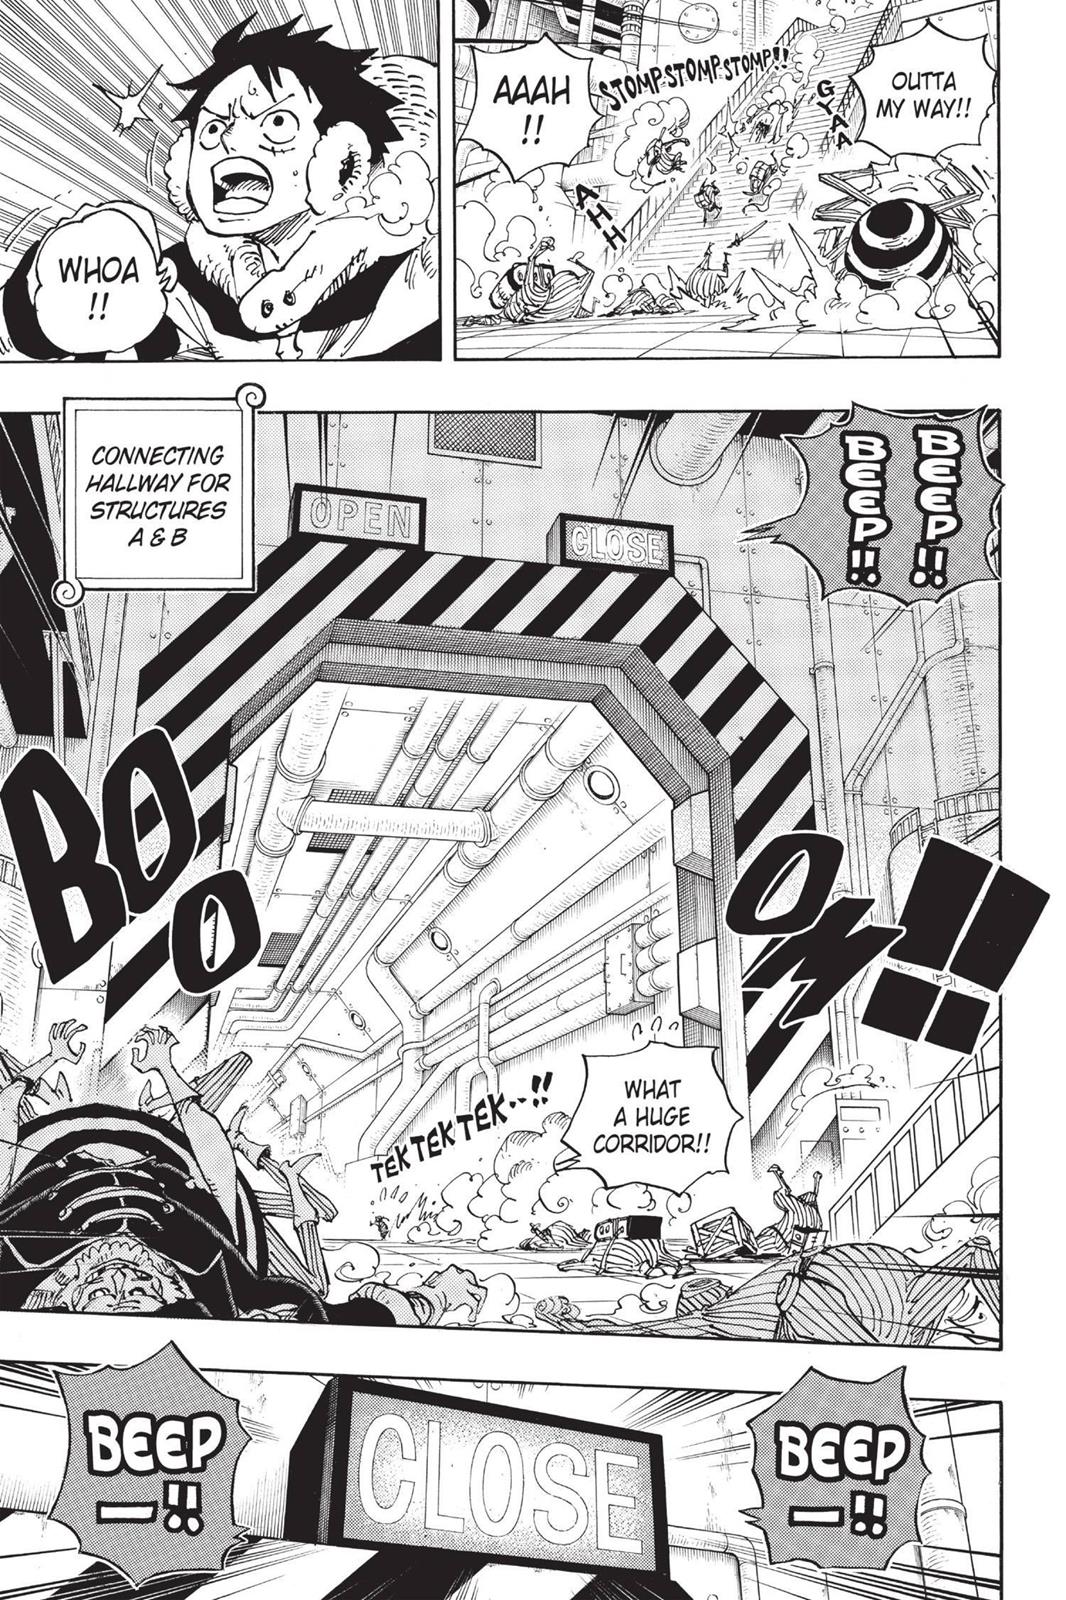 OUTTA
MY WAY!!
GYAA
STOMP STOMP STOMP!!
AAAH
!!
AHH
WHOA
!!
BEEP!!
BEEP!!
CONNECTING
HALLWAY FOR
STRUCTURES
A & B
OPEN
CLOSE
BOOOM!!
WHAT
A HUGE
CORRIDOR!!
TEK TEK TEK...!!
BEEP
—!!
CLOSE
BEEP
—!!